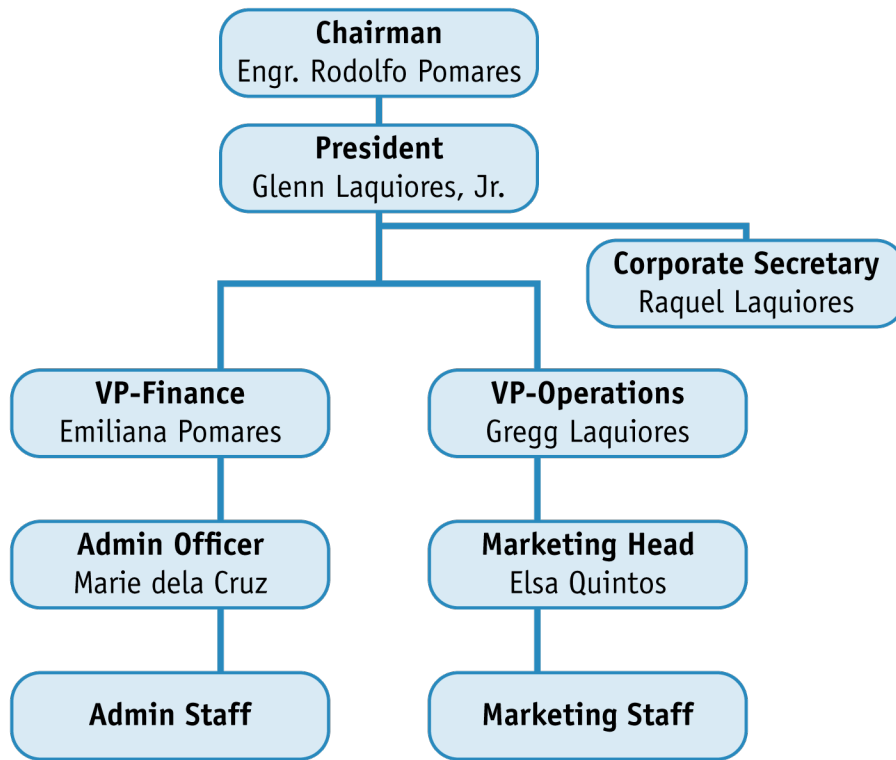 Chairman
Engr. Rodolfo Pomares
President
Glenn Laquiores, Jr.
Corporate Secretary
Raquel Laquiores
VP-Finance
Emiliana Pomares
VP-Operations
Gregg Laquiores
Admin Officer
Marie dela Cruz
Marketing Head
Elsa Quintos
Admin Staff
Marketing Staff